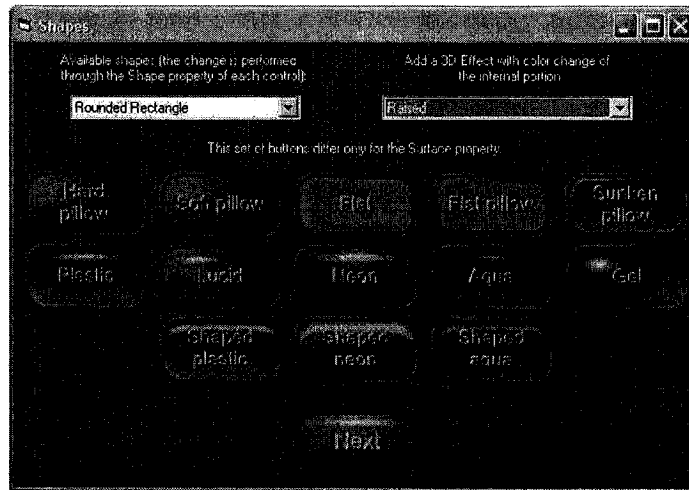 Shapes
Available shapes (the change is performed
through the Shape property of each control):
Add a 3D Effect with color change of
the internal portion
Rounded Rectangle
Raised
This set of buttons differ only for the Surface property.
Hard
pillow
Soft pillow
Flat
Flat pillow
Sunken
pillow
Plastic
Lucid
Neon
Aqua
Gel
Shaped
plastic
Shaped
neon
Shaped
aqua
Next